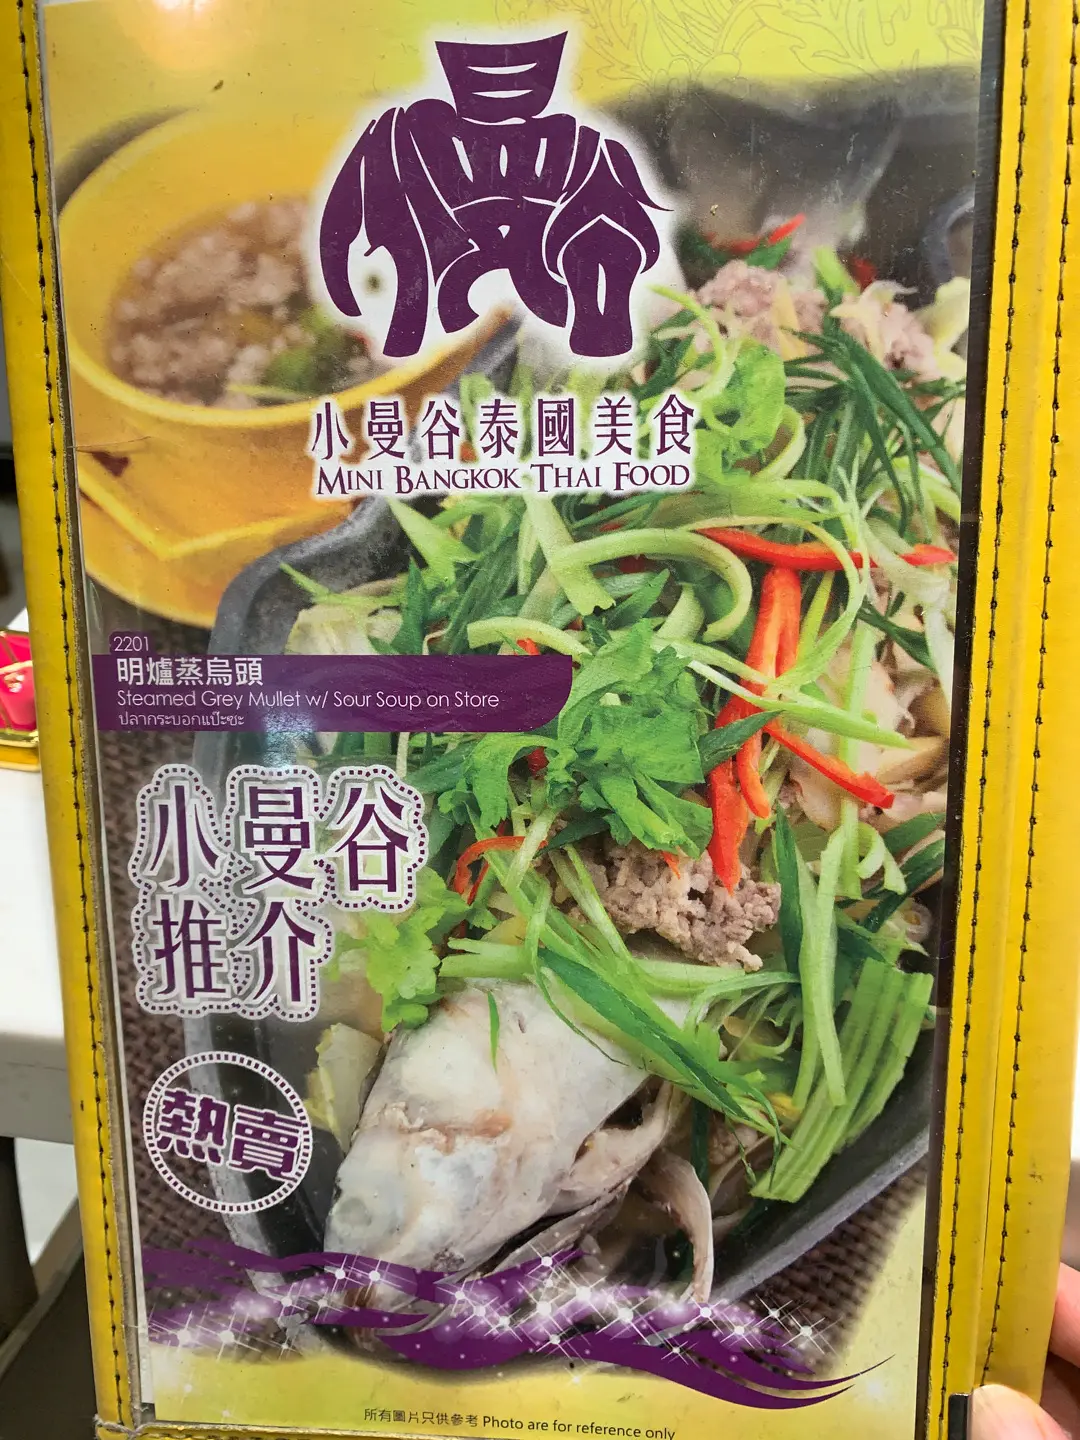 小曼谷
小曼谷泰國美食
MINI BANGKOK THAI FOOD
2201
明爐蒸烏頭
Steamed Grey Mullet w/ Sour Soup on Store
ปลากระบอกแป๊ะซะ
小曼谷
推介
熱賣
所有圖片只供參考 Photo are for reference only